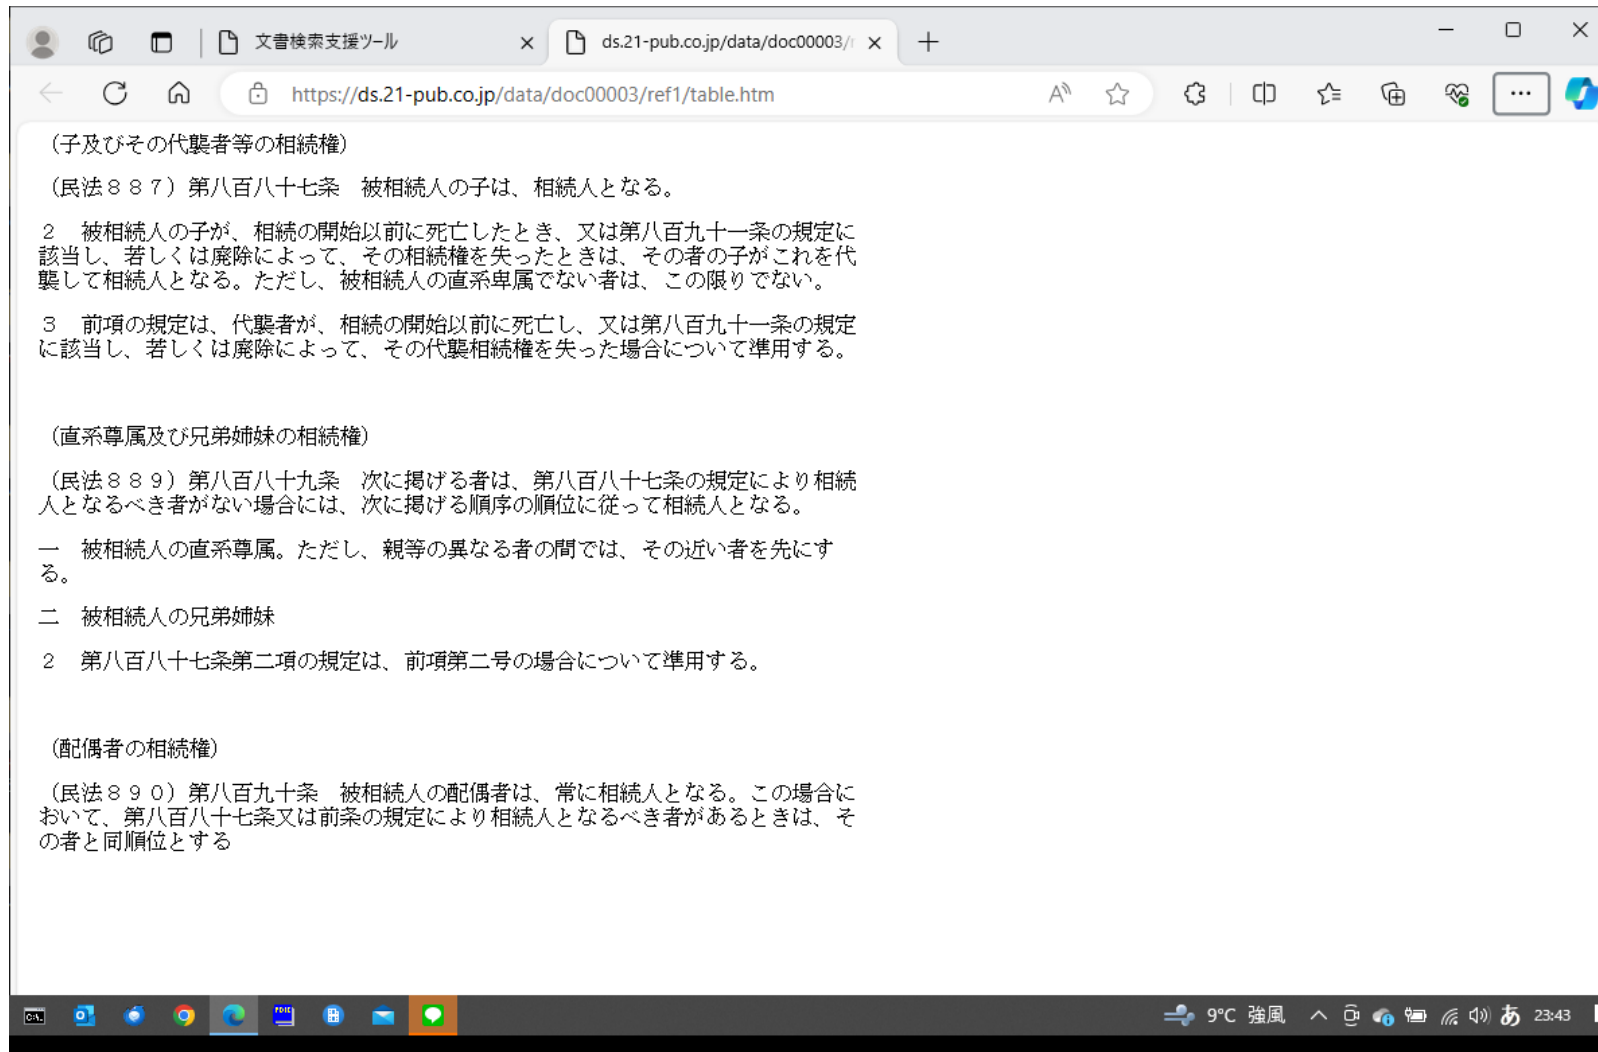 文書検索支援ツール
ds.21-pub.co.jp/data/doc00003/
https://ds.21-pub.co.jp/data/doc00003/ref1/table.htm
（子及びその代襲者等の相続権）
（民法８８７）第八百八十七条　被相続人の子は、相続人となる。
２　被相続人の子が、相続の開始以前に死亡したとき、又は第八百九十一条の規定に
該当し、若しくは廃除によって、その相続権を失ったときは、その者の子がこれを代
襲して相続人となる。ただし、被相続人の直系卑属でない者は、この限りでない。
３　前項の規定は、代襲者が、相続の開始以前に死亡し、又は第八百九十一条の規定
に該当し、若しくは廃除によって、その代襲相続権を失った場合について準用する。
（直系尊属及び兄弟姉妹の相続権）
（民法８８９）第八百八十九条　次に掲げる者は、第八百八十七条の規定により相続
人となるべき者がない場合には、次に掲げる順序の順位に従って相続人となる。
一　被相続人の直系尊属。ただし、親等の異なる者の間では、その近い者を先にす
る。
二　被相続人の兄弟姉妹
２　第八百八十七条第二項の規定は、前項第二号の場合について準用する。
（配偶者の相続権）
（民法８９０）第八百九十条　被相続人の配偶者は、常に相続人となる。この場合に
おいて、第八百八十七条又は前条の規定により相続人となるべき者があるときは、そ
の者と同順位とする
9°C 強風 あ 23:43